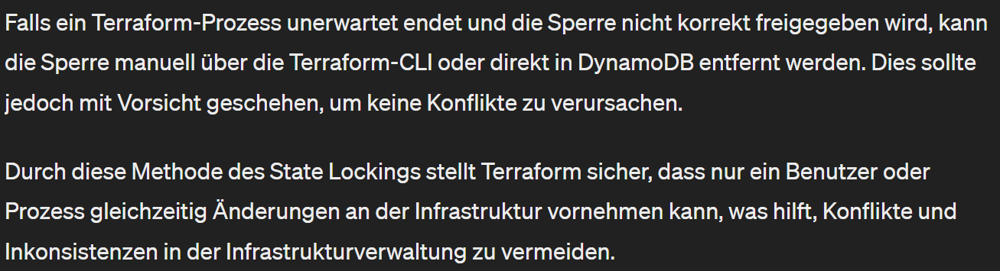 Falls ein Terraform-Prozess unerwartet endet und die Sperre nicht korrekt freigegeben wird, kann
die Sperre manuell über die Terraform-CLI oder direkt in DynamoDB entfernt werden. Dies sollte
jedoch mit Vorsicht geschehen, um keine Konflikte zu verursachen.
Durch diese Methode des State Lockings stellt Terraform sicher, dass nur ein Benutzer oder
Prozess gleichzeitig Änderungen an der Infrastruktur vornehmen kann, was hilft, Konflikte und
Inkonsistenzen in der Infrastrukturverwaltung zu vermeiden.